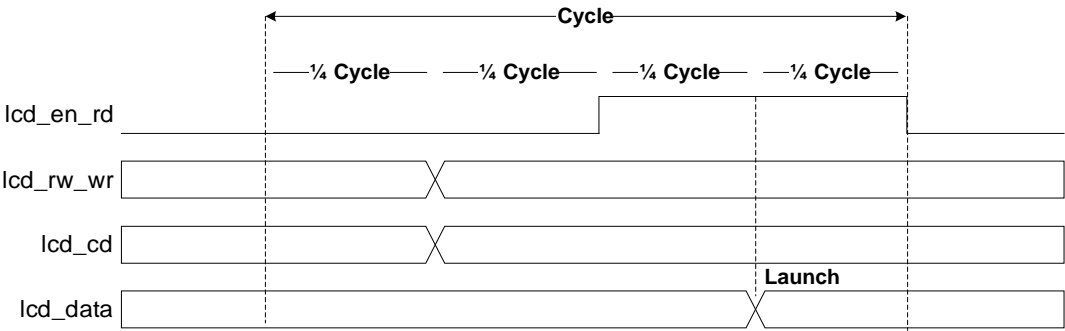 Cycle
¼ Cycle ¼ Cycle ¼ Cycle ¼ Cycle
lcd_en_rd
lcd_rw_wr
lcd_cd
Launch
lcd_data